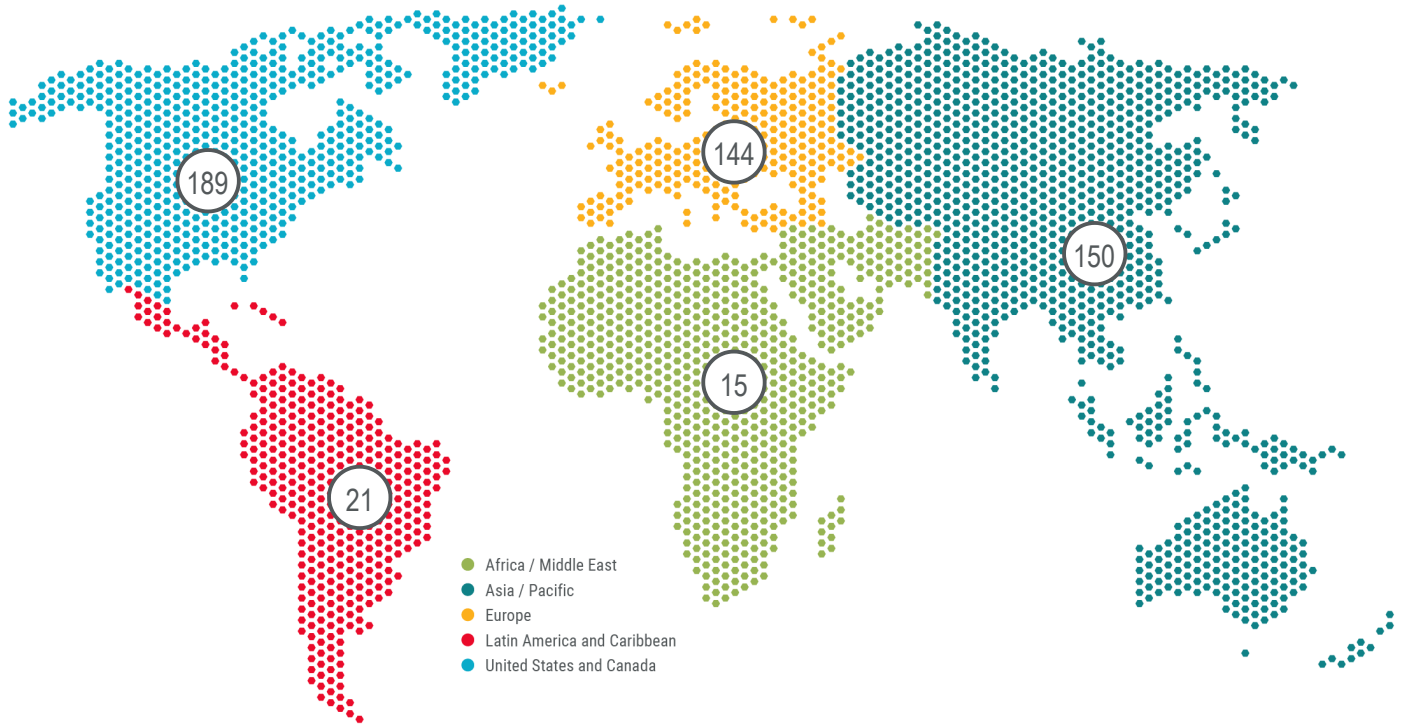 144
189
150
15
21
Africa / Middle East
Asia / Pacific
Europe
Latin America and Caribbean
United States and Canada